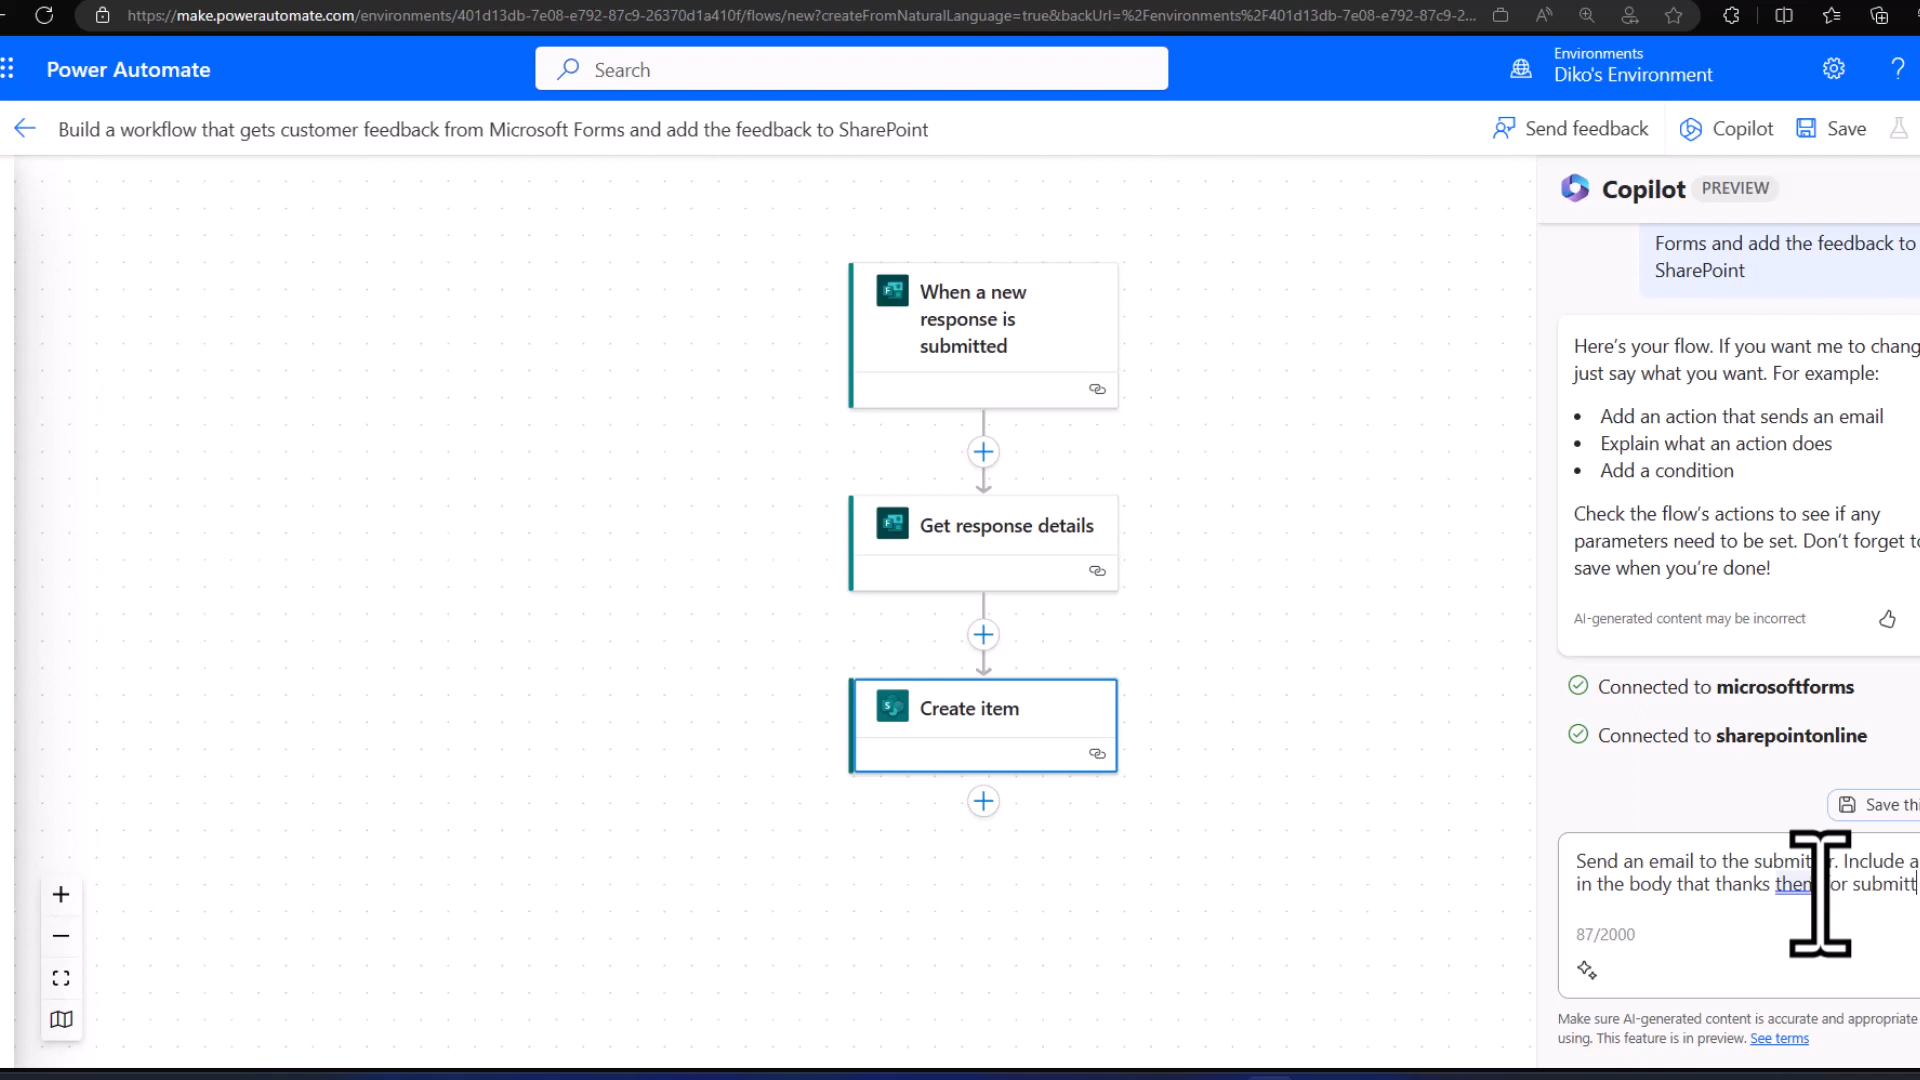 https://make.powerautomate.com/environments/401d13db-7e08-e792-87c9-26370d1a410f/flows/new?createFromNaturalLanguage=true&backUrl=%2Fenvironments%2F401d13db-7e08-e792-87c9-2...
Power Automate
Search
Environments
Diko's Environment
?
Build a workflow that gets customer feedback from Microsoft Forms and add the feedback to SharePoint
Send feedback
Copilot
Save
Copilot PREVIEW
Forms and add the feedback to
SharePoint
When a new
response is
submitted
Get response details
Create item
Here's your flow. If you want me to chang
just say what you want. For example:
• Add an action that sends an email
• Explain what an action does
• Add a condition
Check the flow's actions to see if any
parameters need to be set. Don't forget to
save when you're done!
AI-generated content may be incorrect
Connected to microsoftforms
Connected to sharepointonline
Save thi
Send an email to the submitter. Include a
in the body that thanks them for submitt
87/2000
Make sure AI-generated content is accurate and appropriate
using. This feature is in preview. See terms